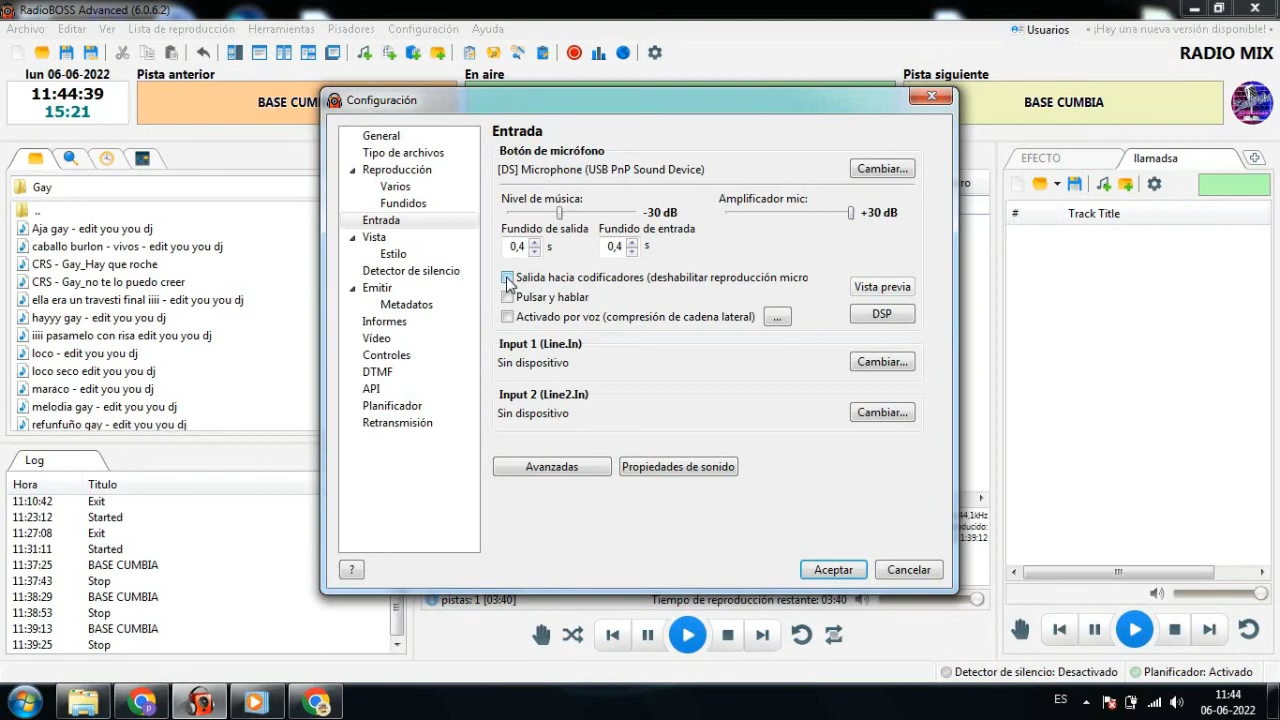 RadioBOSS Advanced (6.0.6.2)
Archivo Editar Ver Lista de reproducción Herramientas Pisadores Configuración Ayuda
Usuarios
¡Hay una nueva versión disponible!
RADIO MIX
lun 06-06-2022
11:44:39
15:21
Pista anterior
BASE CUM
En aire
Pista siguiente
BASE CUMBIA
Gay
..
Aja gay - edit you you dj
caballo burlon - vivos - edit you you dj
CRS - Gay_Hay que roche
CRS - Gay_no te lo puedo creer
ella era un travesti final iiii - edit you you dj
hayyy gay - edit you you dj
iiii pasamelo con risa edit you you dj
loco - edit you you dj
loco seco edit you you dj
maraco - edit you you dj
melodia gay - edit you you dj
refunfuño gay - edit you you dj
Log
Hora Titulo
11:10:42 Exit
11:23:12 Started
11:27:08 Exit
11:31:11 Started
11:37:25 BASE CUMBIA
11:37:43 Stop
11:38:29 BASE CUMBIA
11:38:53 Stop
11:39:13 BASE CUMBIA
11:39:25 Stop
Configuración
General
Tipo de archivos
Reproducción
Varios
Fundidos
Entrada
Vista
Estilo
Detector de silencio
Emitir
Metadatos
Informes
Vídeo
Controles
DTMF
API
Planificador
Retransmisión
Entrada
Botón de micrófono
[DS] Microphone (USB PnP Sound Device)
Cambiar...
Nivel de música:
-30 dB
Amplificador mic:
+30 dB
Fundido de salida
0,4 s
Fundido de entrada
0,4 s
Salida hacia codificadores (deshabilitar reproducción micro
Pulsar y hablar
Activado por voz (compresión de cadena lateral)
...
Vista previa
DSP
Input 1 (Line.In)
Sin dispositivo
Cambiar...
Input 2 (Line2.In)
Sin dispositivo
Cambiar...
Avanzadas
Propiedades de sonido
?
Aceptar
Cancelar
ro
44,1kHz
ducido:
1:39:12
pistas: 1 [03:40]
Tiempo de reproducción restante: 03:40
EFECTO
llamadsa
# Track Title
Detector de silencio: Desactivado
Planificador: Activado
ES
11:44
06-06-2022